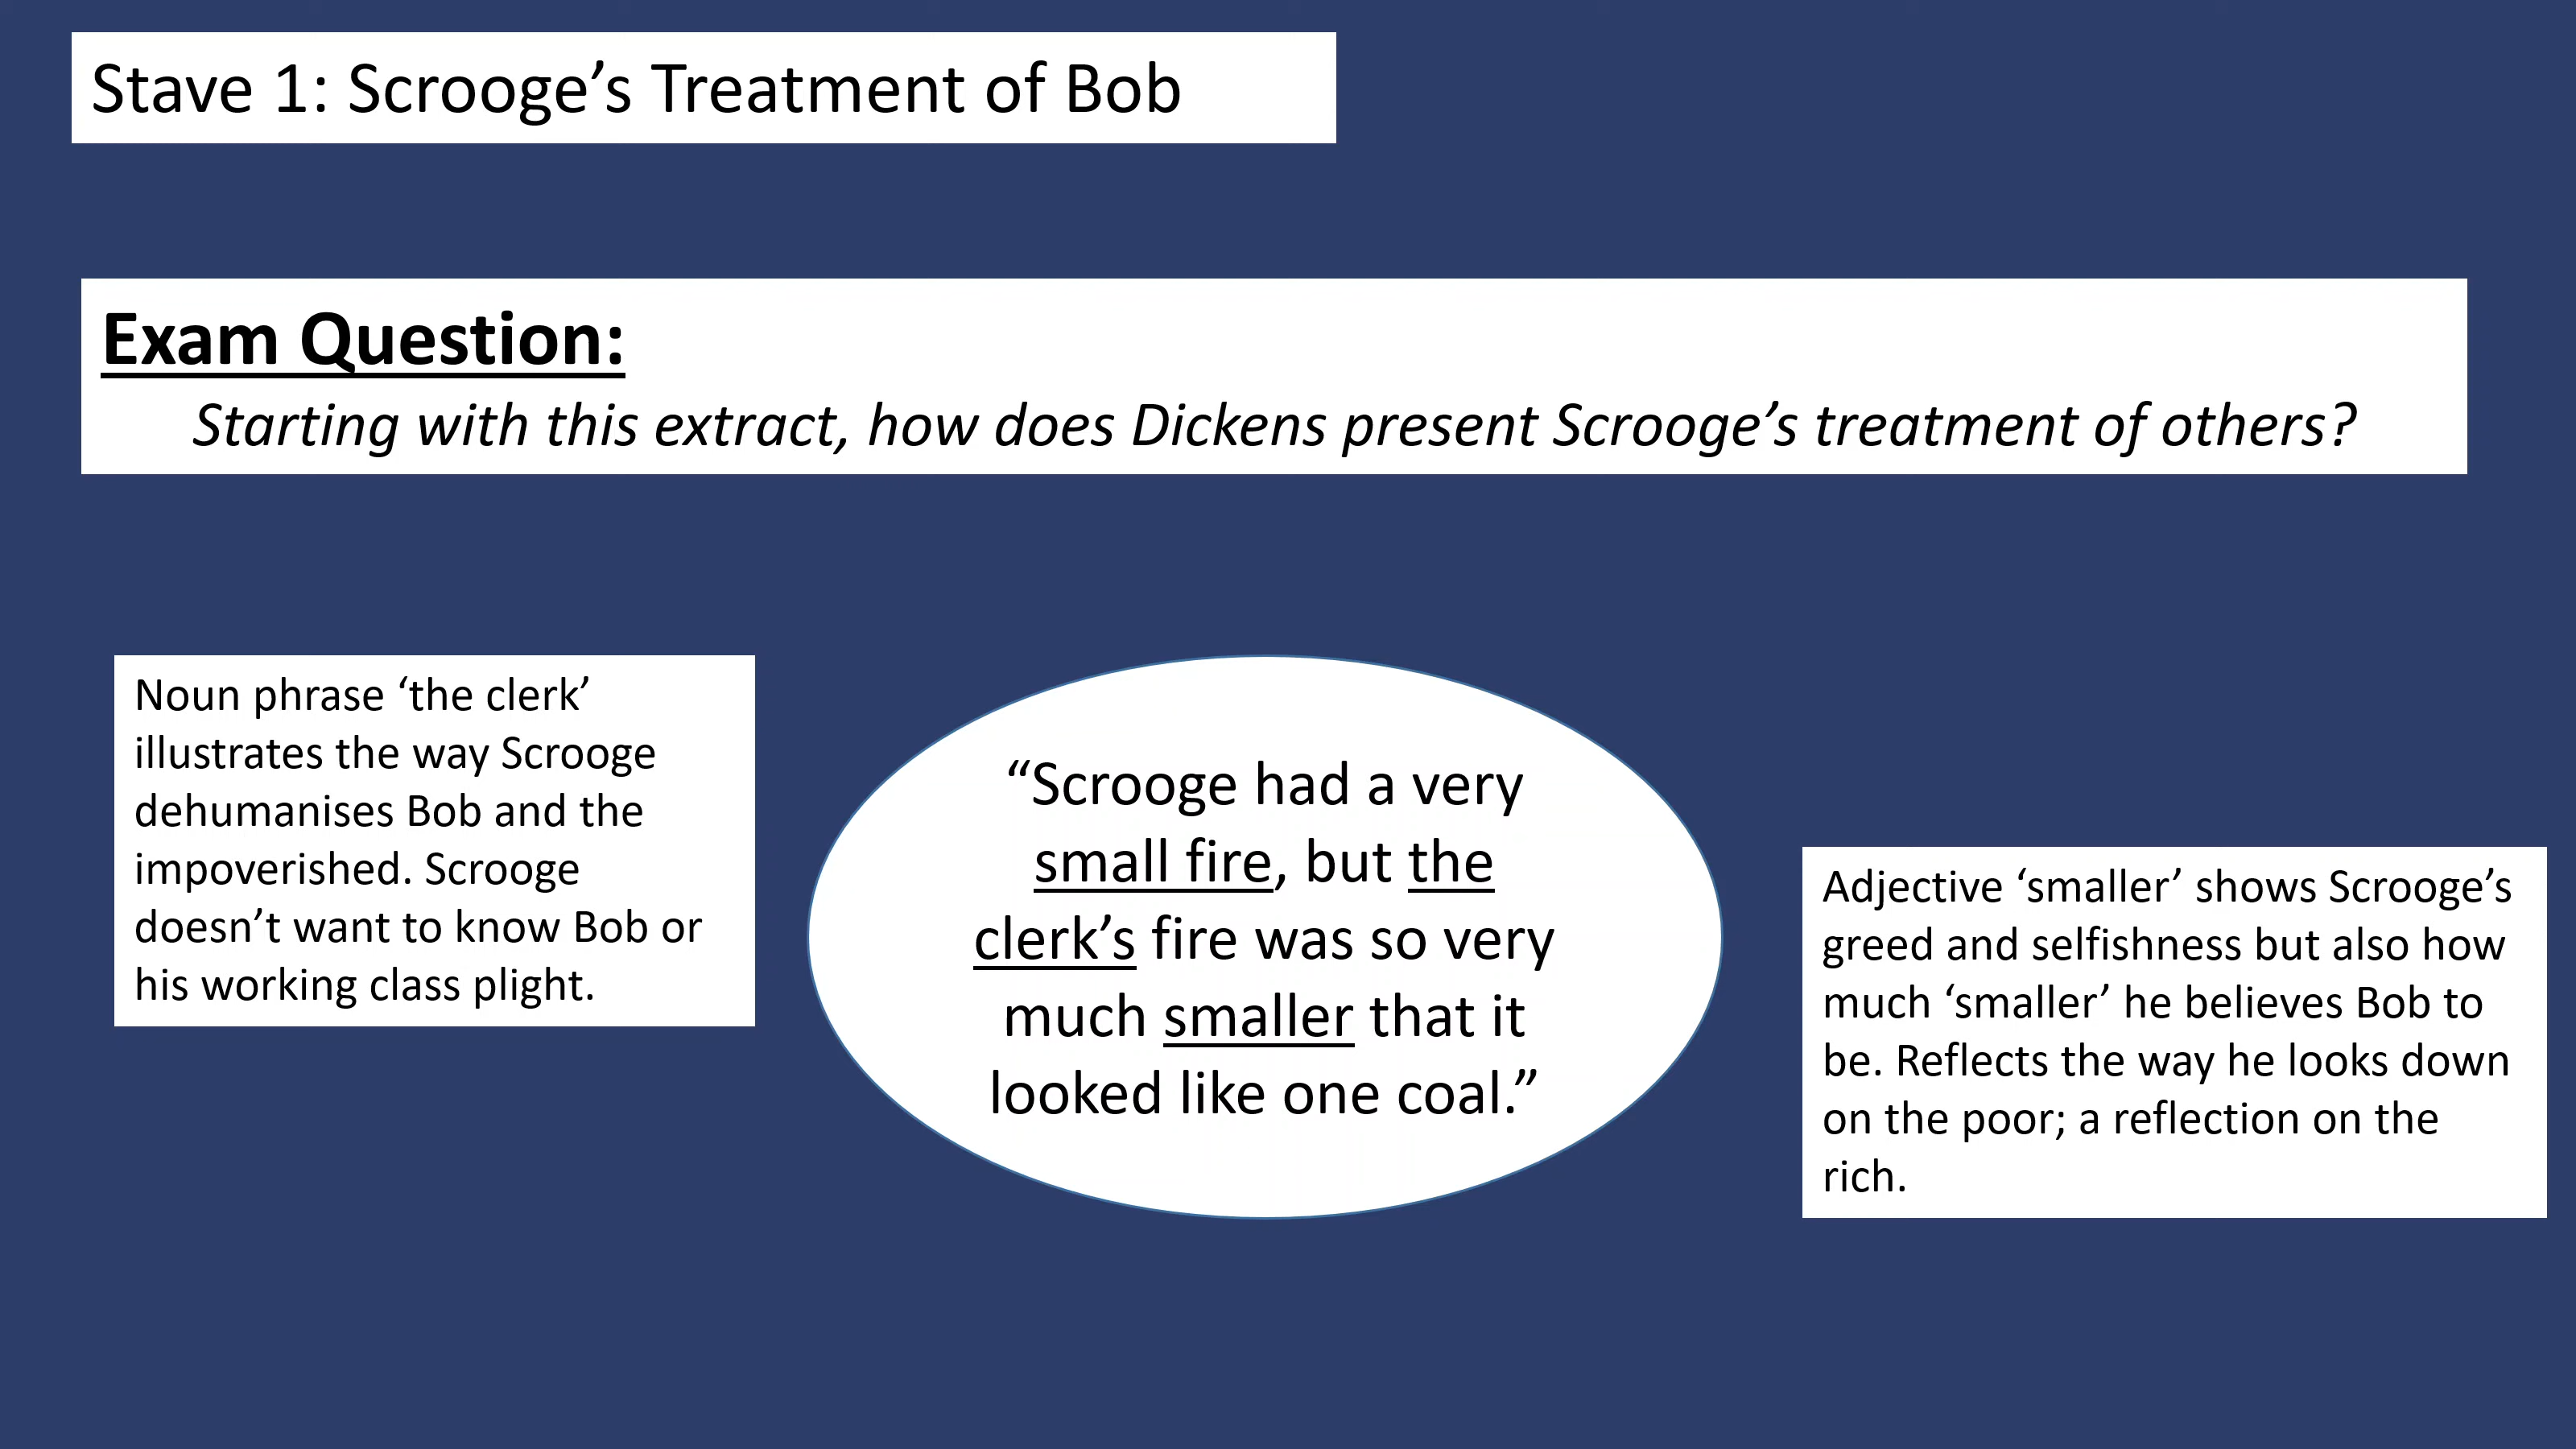 Stave 1: Scrooge’s Treatment of Bob
Exam Question:
Starting with this extract, how does Dickens present Scrooge’s treatment of others?
Noun phrase ‘the clerk’
illustrates the way Scrooge
dehumanises Bob and the
impoverished. Scrooge
doesn’t want to know Bob or
his working class plight.
“Scrooge had a very
small fire, but the
clerk’s fire was so very
much smaller that it
looked like one coal.”
Adjective ‘smaller’ shows Scrooge’s
greed and selfishness but also how
much ‘smaller’ he believes Bob to
be. Reflects the way he looks down
on the poor; a reflection on the
rich.